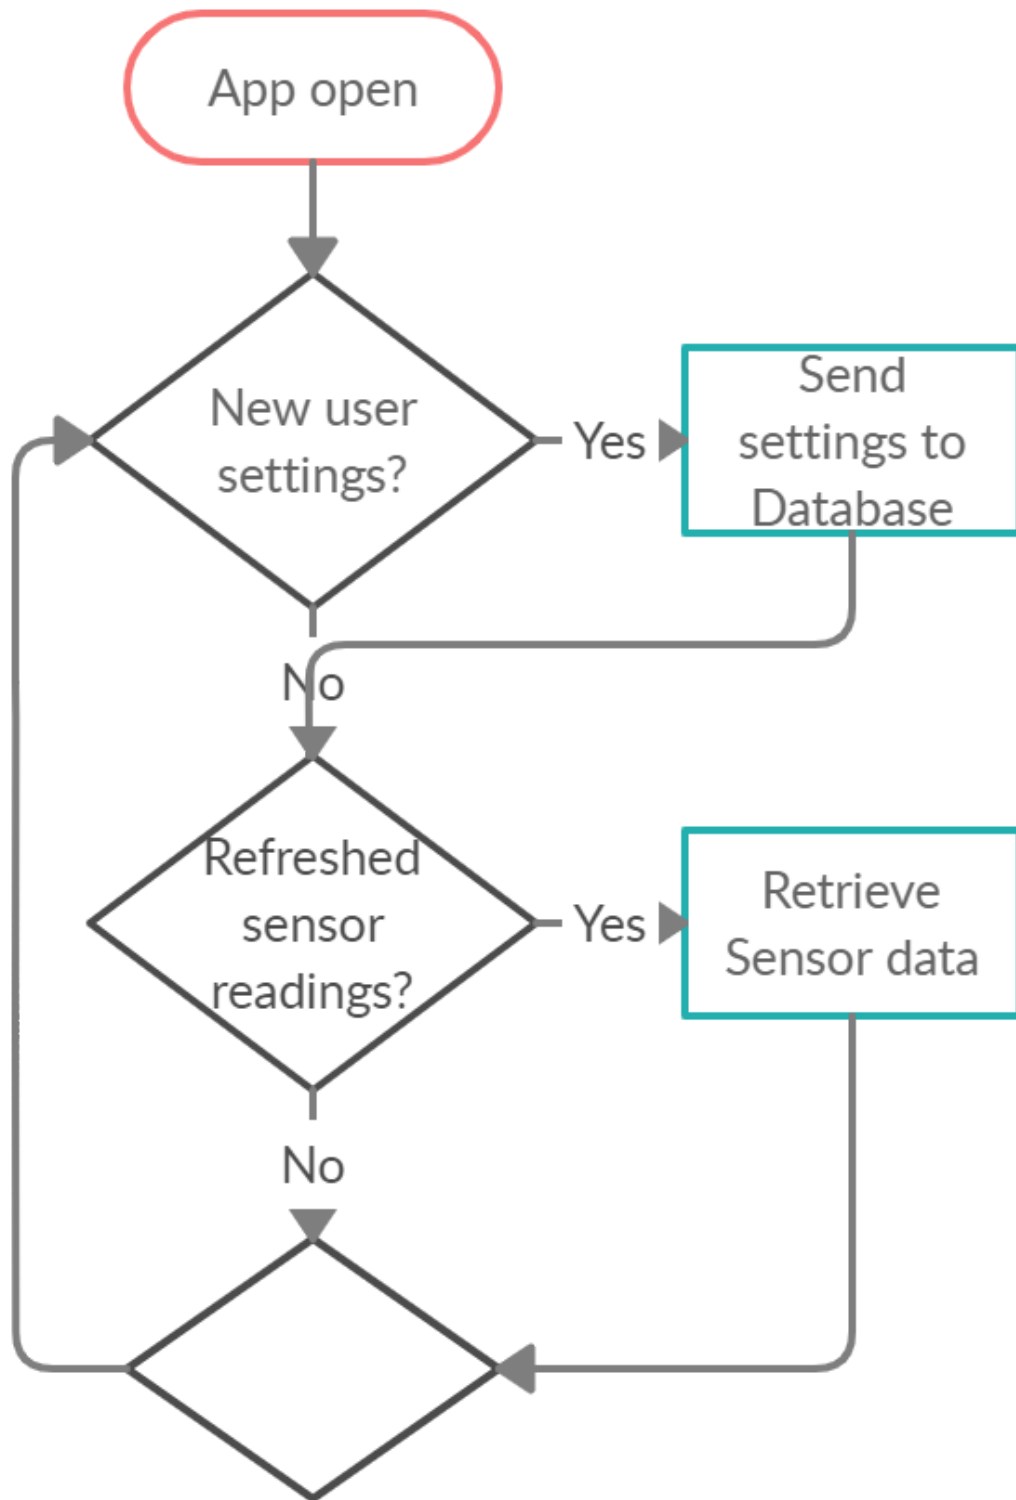 App open
New user
settings?
Yes
Send
settings to
Database
No
Refreshed
sensor
readings?
Yes
Retrieve
Sensor data
No